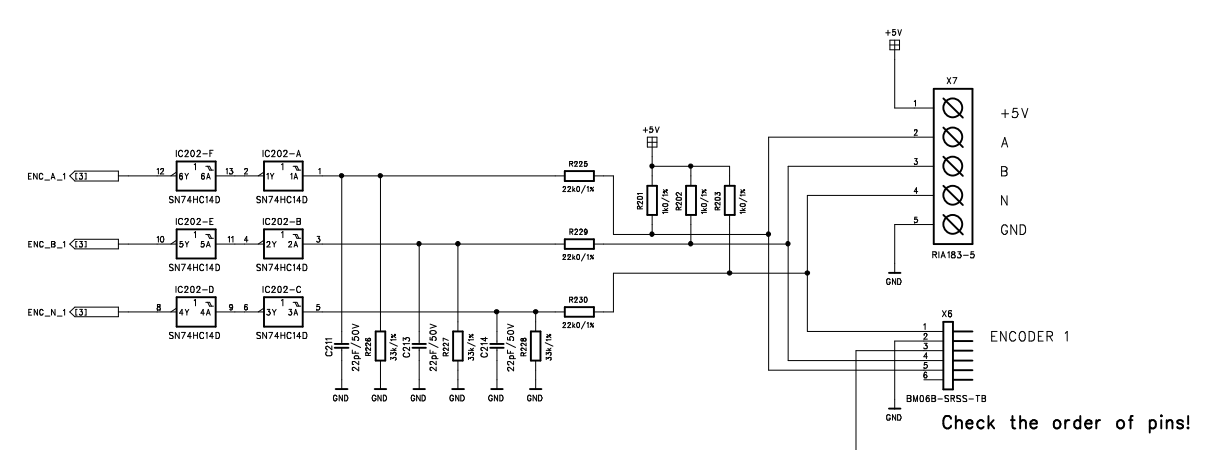 +5V
X7
1
+5V
2
A
3
B
4
N
5
GND
RIA183-5
GND
+5V
R201
1k0/1%
R202
1k0/1%
R203
1k0/1%
IC202-F
IC202-A
ENC_A_1
[3]
12
6Y
1
6A
13
2
1Y
1
1A
1
R225
22k0/1%
SN74HC14D
SN74HC14D
IC202-E
IC202-B
ENC_B_1
[3]
10
5Y
1
5A
11
4
2Y
1
2A
3
R229
22k0/1%
SN74HC14D
SN74HC14D
IC202-D
IC202-C
ENC_N_1
[3]
8
4Y
1
4A
9
6
3Y
1
3A
5
R230
22k0/1%
SN74HC14D
SN74HC14D
C211
22pF/50V
R226
33k/1%
C213
22pF/50V
R227
33k/1%
C214
22pF/50V
R228
33k/1%
GND
GND
GND
GND
GND
GND
X6
1
2
3
4
5
6
ENCODER 1
BM06B-SRSS-TB
GND
Check the order of pins!